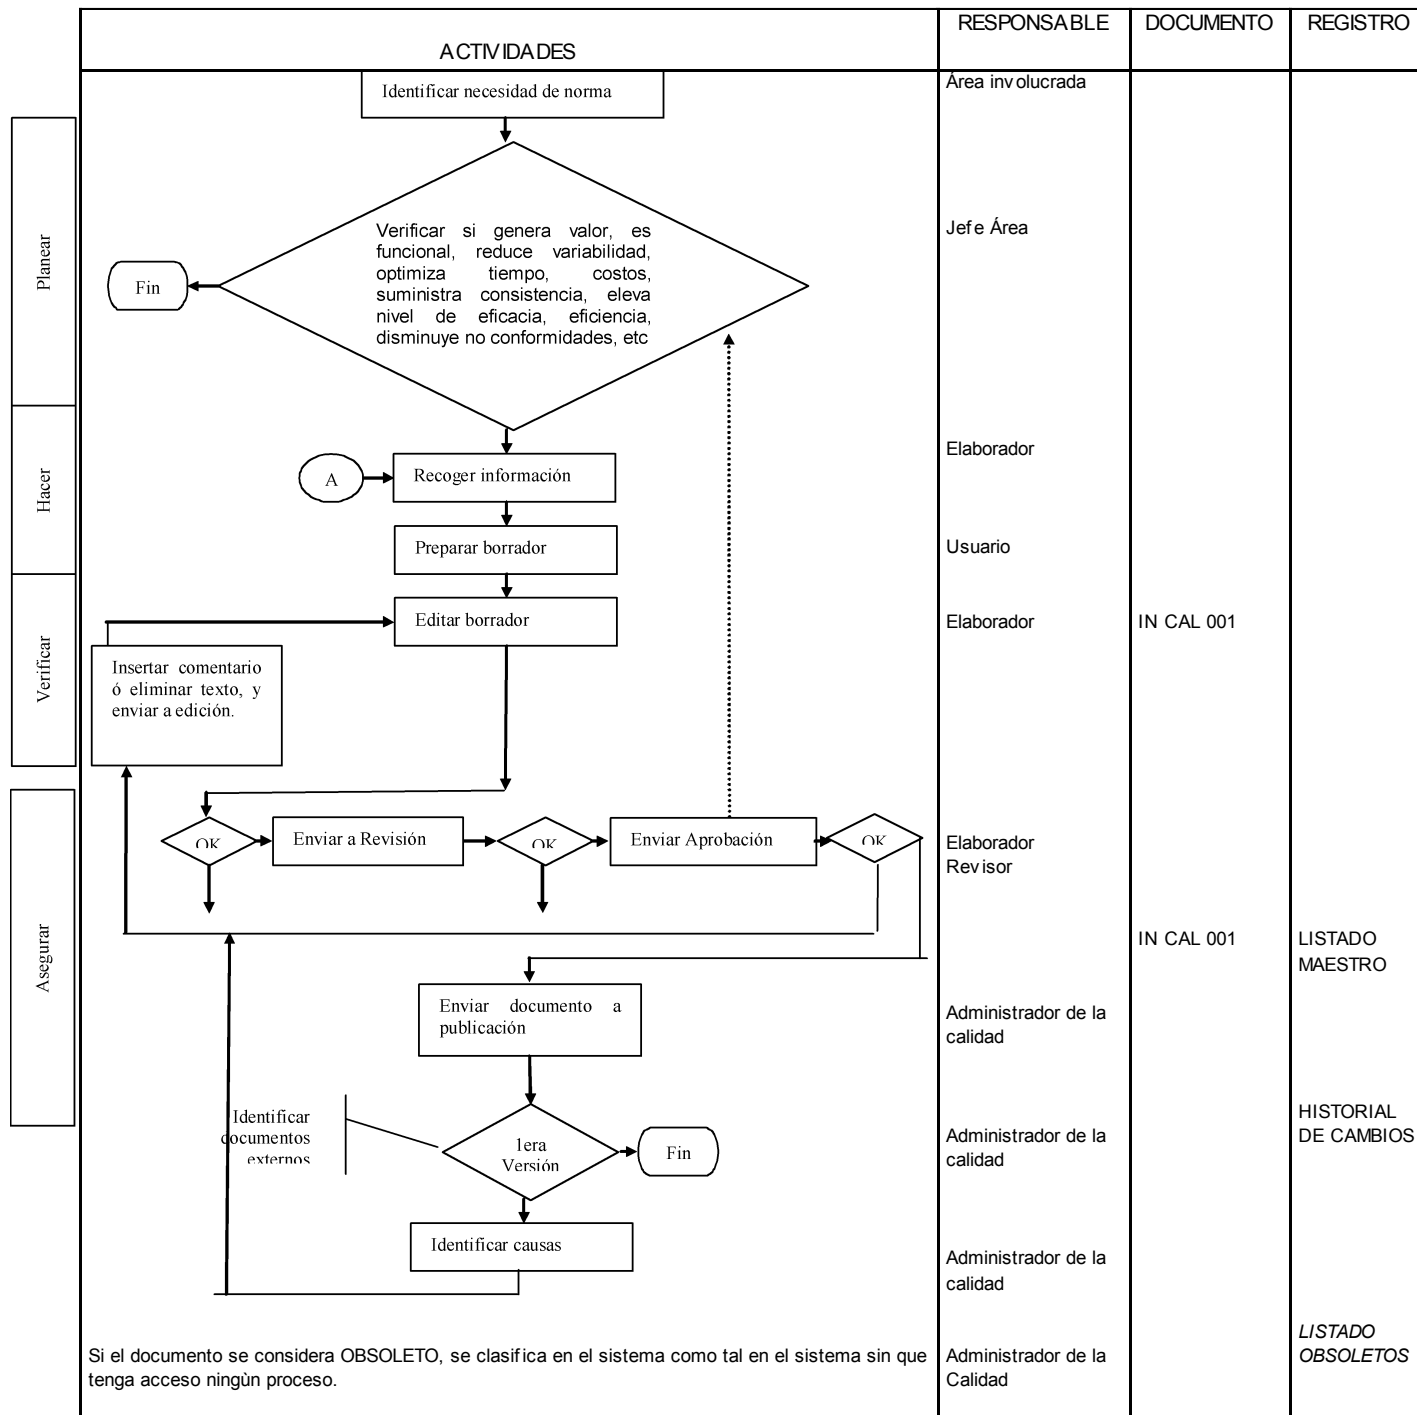 RESPONSABLE
DOCUMENTO
REGISTRO
ACTIVIDADES
Identificar necesidad de norma
Área involucrada
Planear
Verificar si genera valor, es
funcional, reduce variabilidad,
optimiza tiempo, costos,
suministra consistencia, eleva
nivel de eficacia, eficiencia,
disminuye no conformidades, etc
Jefe Área
Fin
Hacer
A
Recoger información
Elaborador
Preparar borrador
Usuario
Verificar
Editar borrador
Elaborador
IN CAL 001
Insertar comentario
ó eliminar texto, y
enviar a edición.
Asegurar
OK
Enviar a Revisión
OK
Enviar Aprobación
OK
Elaborador
Revisor
IN CAL 001
LISTADO
MAESTRO
Enviar documento a
publicación
Administrador de la
calidad
Identificar
documentos
externos
1era
Versión
Fin
Administrador de la
calidad
HISTORIAL
DE CAMBIOS
Identificar causas
Administrador de la
calidad
Si el documento se considera OBSOLETO, se clasifica en el sistema como tal en el sistema sin que
tenga acceso ningùn proceso.
Administrador de la
Calidad
LISTADO
OBSOLETOS